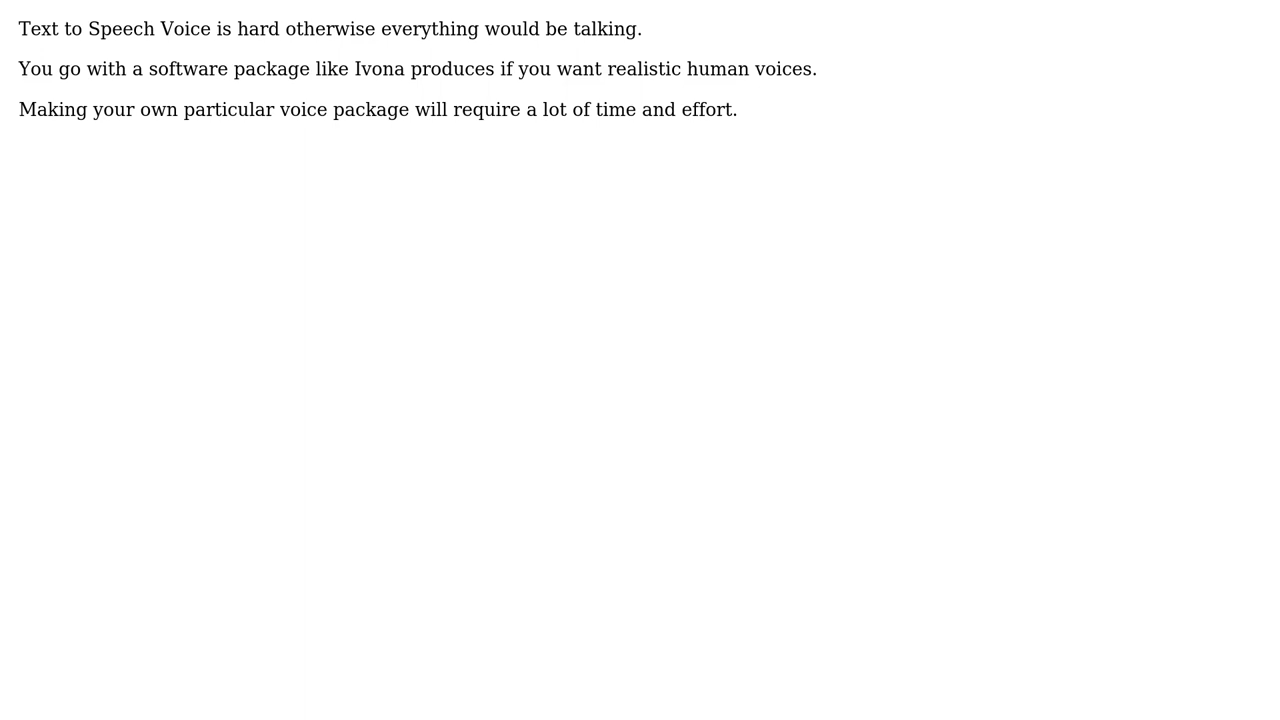 Text to Speech Voice is hard otherwise everything would be talking.
You go with a software package like Ivona produces if you want realistic human voices.
Making your own particular voice package will require a lot of time and effort.